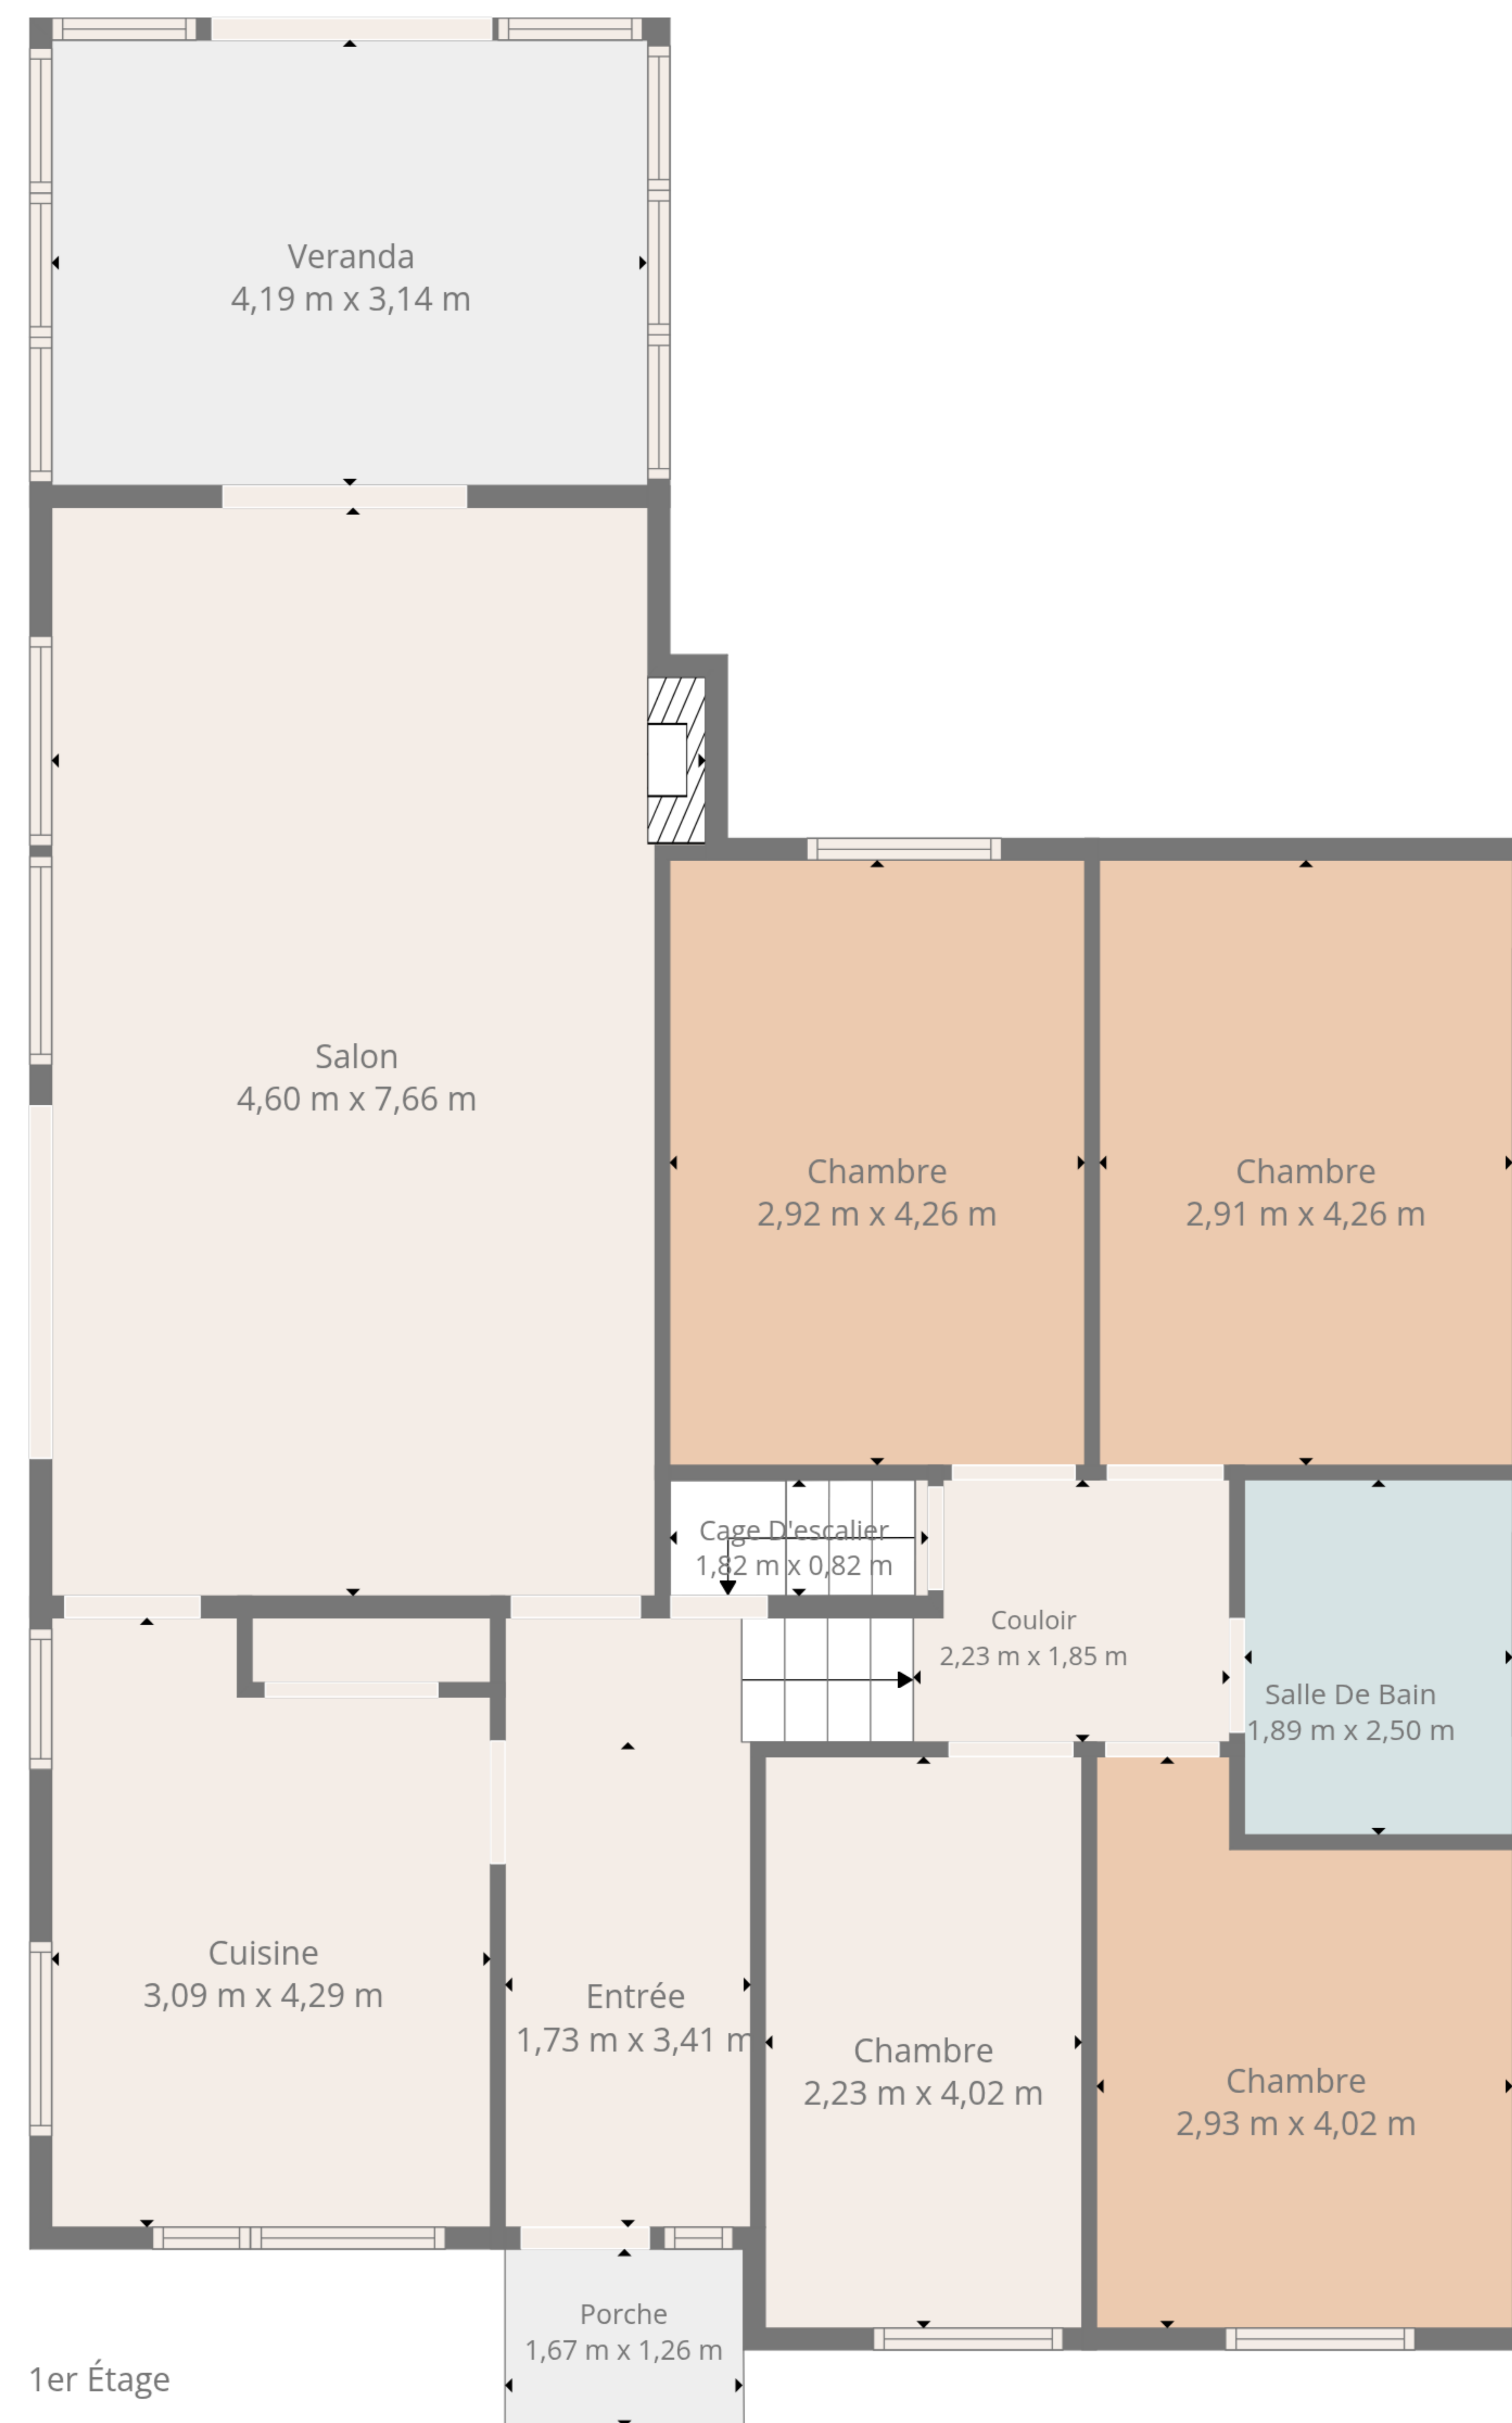 Veranda
4,19 m x 3,14 m
Salon
4,60 m x 7,66 m
Chambre
2,92 m x 4,26 m
Chambre
2,91 m x 4,26 m
Cage D'escalier
1,82 m x 0,82 m
Couloir
2,23 m x 1,85 m
Salle De Bain
1,89 m x 2,50 m
Cuisine
3,09 m x 4,29 m
Entrée
1,73 m x 3,41 m
Chambre
2,23 m x 4,02 m
Chambre
2,93 m x 4,02 m
Porche
1,67 m x 1,26 m
1er Étage